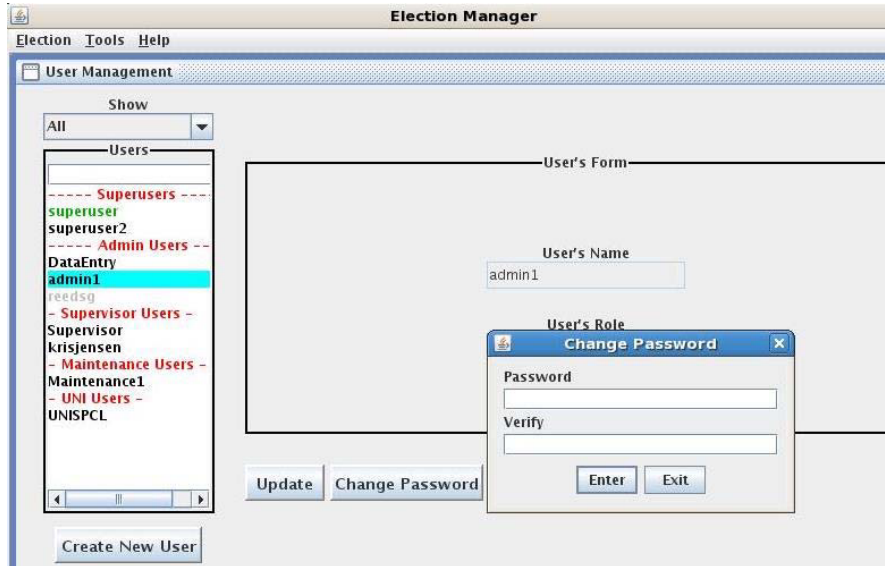 Election Manager
Election Tools Help
User Management
Show
All
Users
----- Superusers ----
superuser
superuser2
----- Admin Users --
DataEntry
admin1
reedsg
- Supervisor Users -
Supervisor
krisjensen
- Maintenance Users -
Maintenance1
- UNI Users -
UNISPCL
Create New User
User's Form
User's Name
admin1
User's Role
Change Password
Password
Verify
Enter Exit
Update Change Password